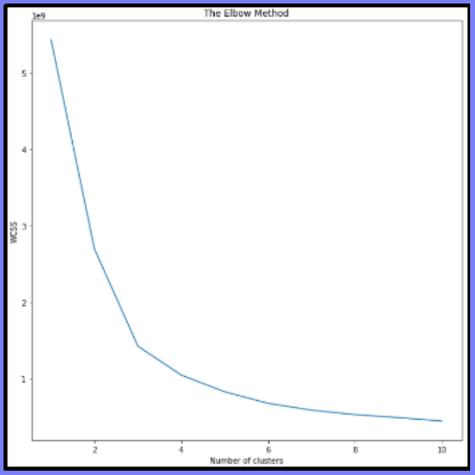 The Elbow Method
1e9
5
4
3
2
1
WCSS
2 4 6 8 10
Number of clusters